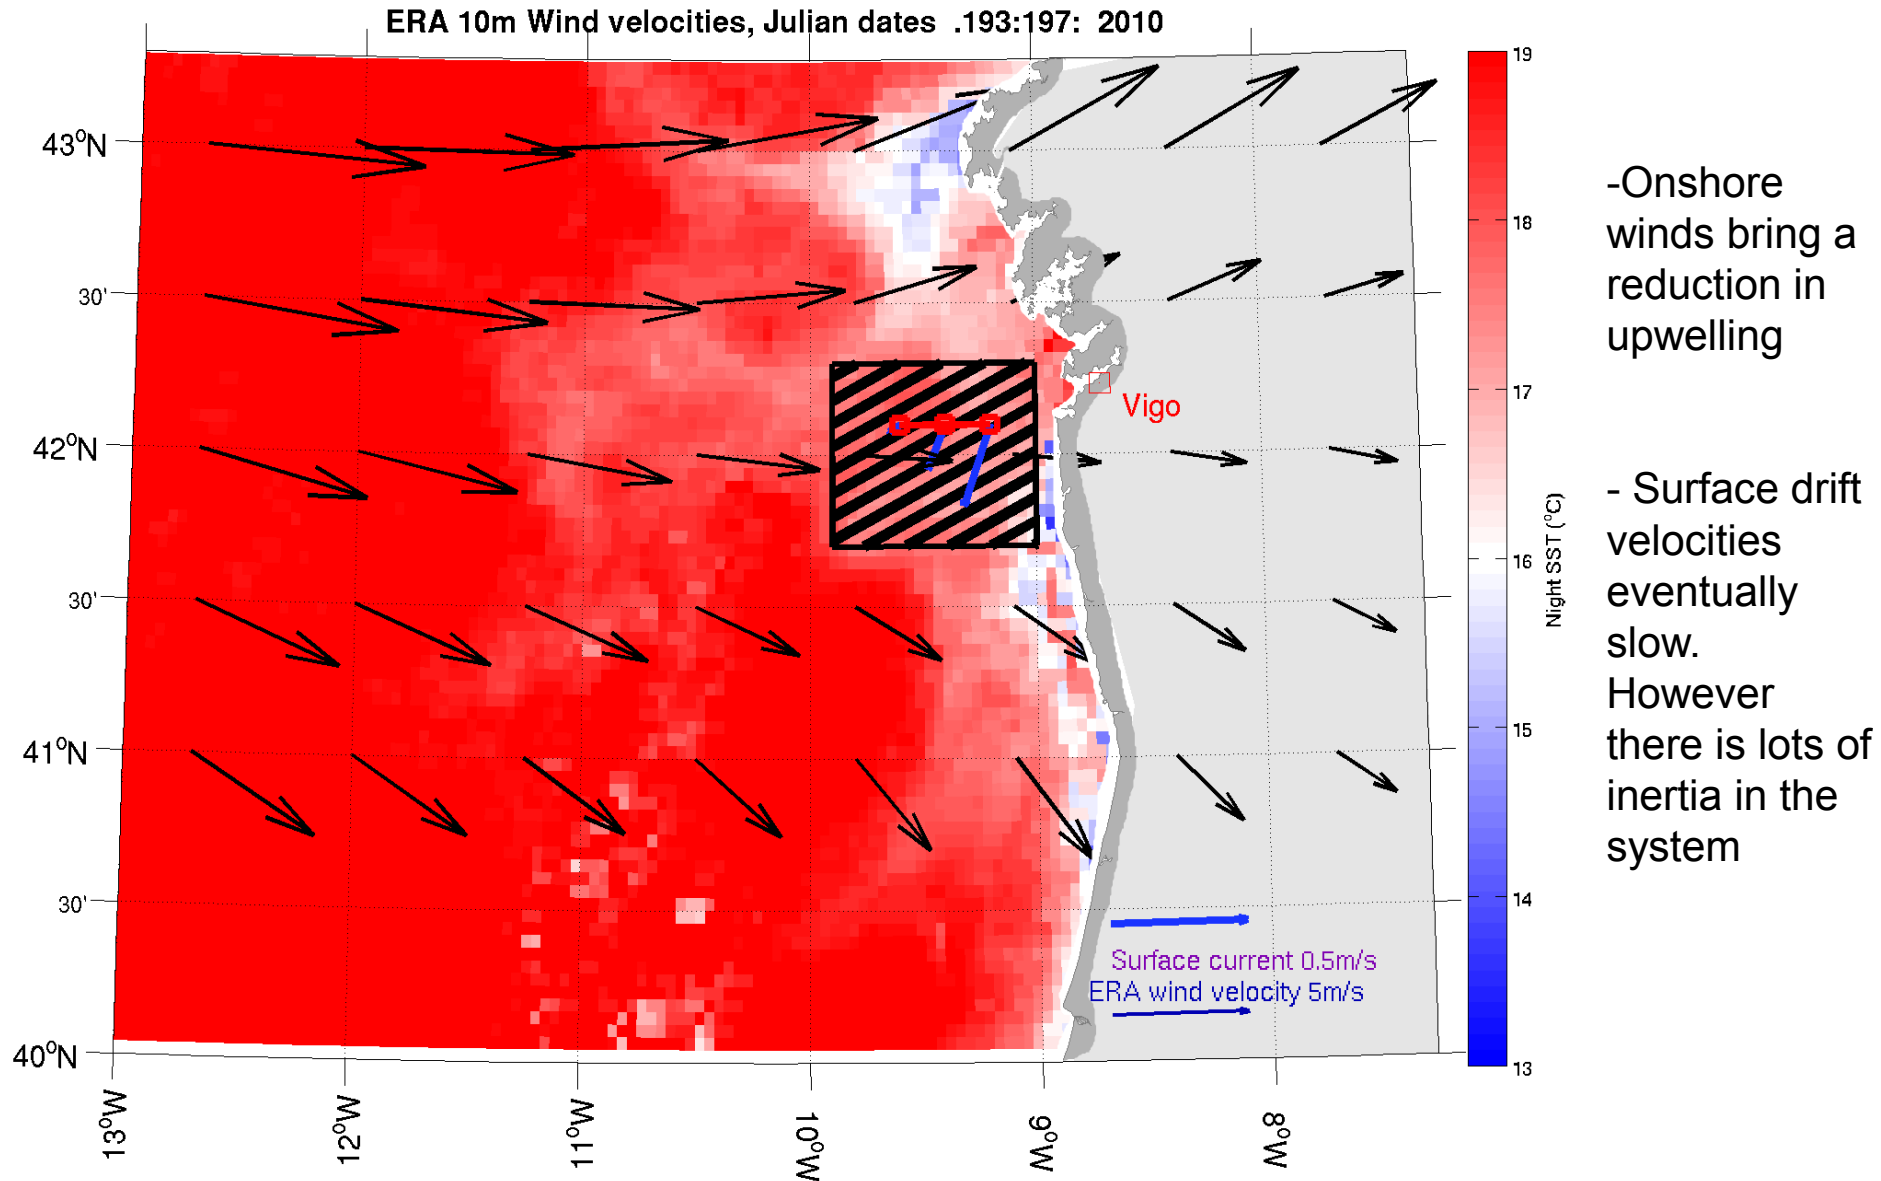 ERA 10m Wind velocities, Julian dates .193:197: 2010
43°N
30'
42°N
30'
41°N
30'
40°N
13°W
12°W
11°W
10°W
9°W
8°W
Vigo
Surface current 0.5m/s
ERA wind velocity 5m/s
19
18
17
16
15
14
13
Night SST (°C)
-Onshore
winds bring a
reduction in
upwelling
- Surface drift
velocities
eventually
slow.
However
there is lots of
inertia in the
system